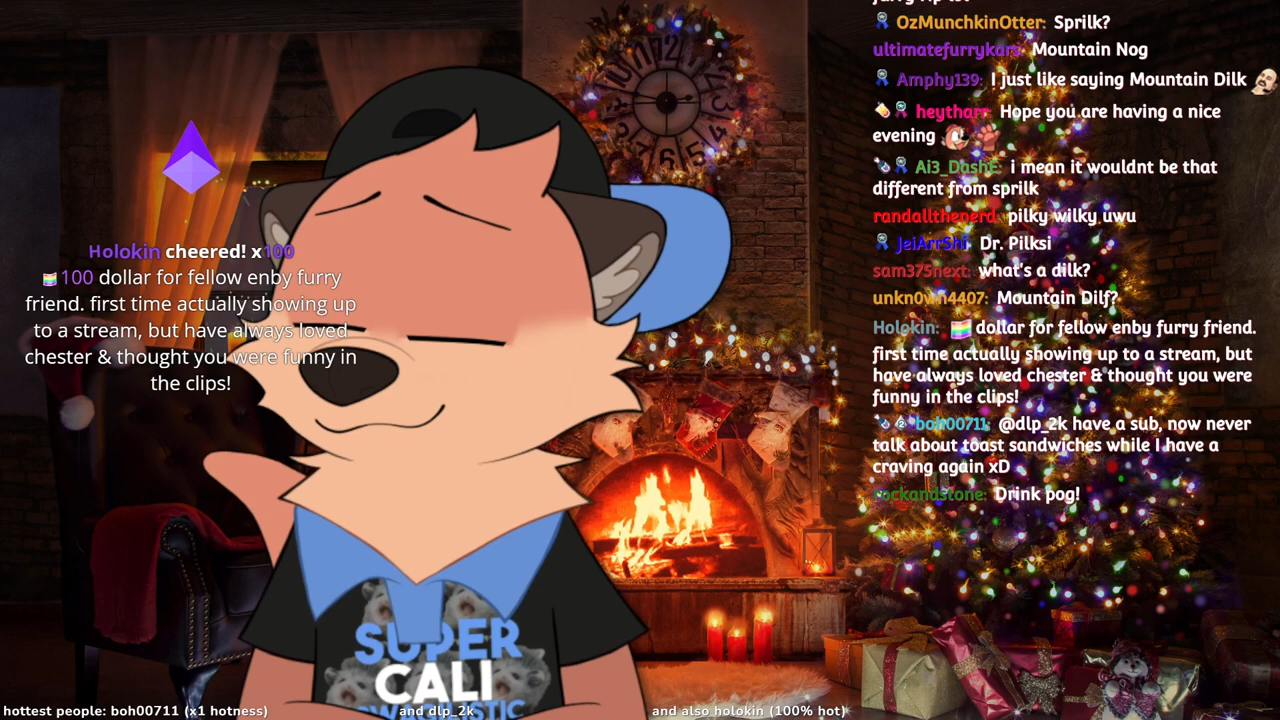 Holokin cheered! x100
100 dollar for fellow enby furry
friend. first time actually showing up
to a stream, but have always loved
chester & thought you were funny in
the clips!
OzMunchkinOtter: Sprilk?
ultimatefurrykars: Mountain Nog
Amphy139: I just like saying Mountain Dilk
heytharr: Hope you are having a nice
evening
Ai3_DashE: i mean it wouldnt be that
different from sprilk
randallthenerd: pilky wilky uwu
JeiArrShi: Dr. Pilksi
sam375next: what's a dilk?
unkn0wn4407: Mountain Dilf?
Holokin: dollar for fellow enby furry friend.
first time actually showing up to a stream, but
have always loved chester & thought you were
funny in the clips!
boh00711: @dlp_2k have a sub, now never
talk about toast sandwiches while I have a
craving again xD
rockandstone: Drink pog!
SUPER
CALI
hottest people: boh00711 (x1 hotness) and dlp_2k and also holokin (100% hot)